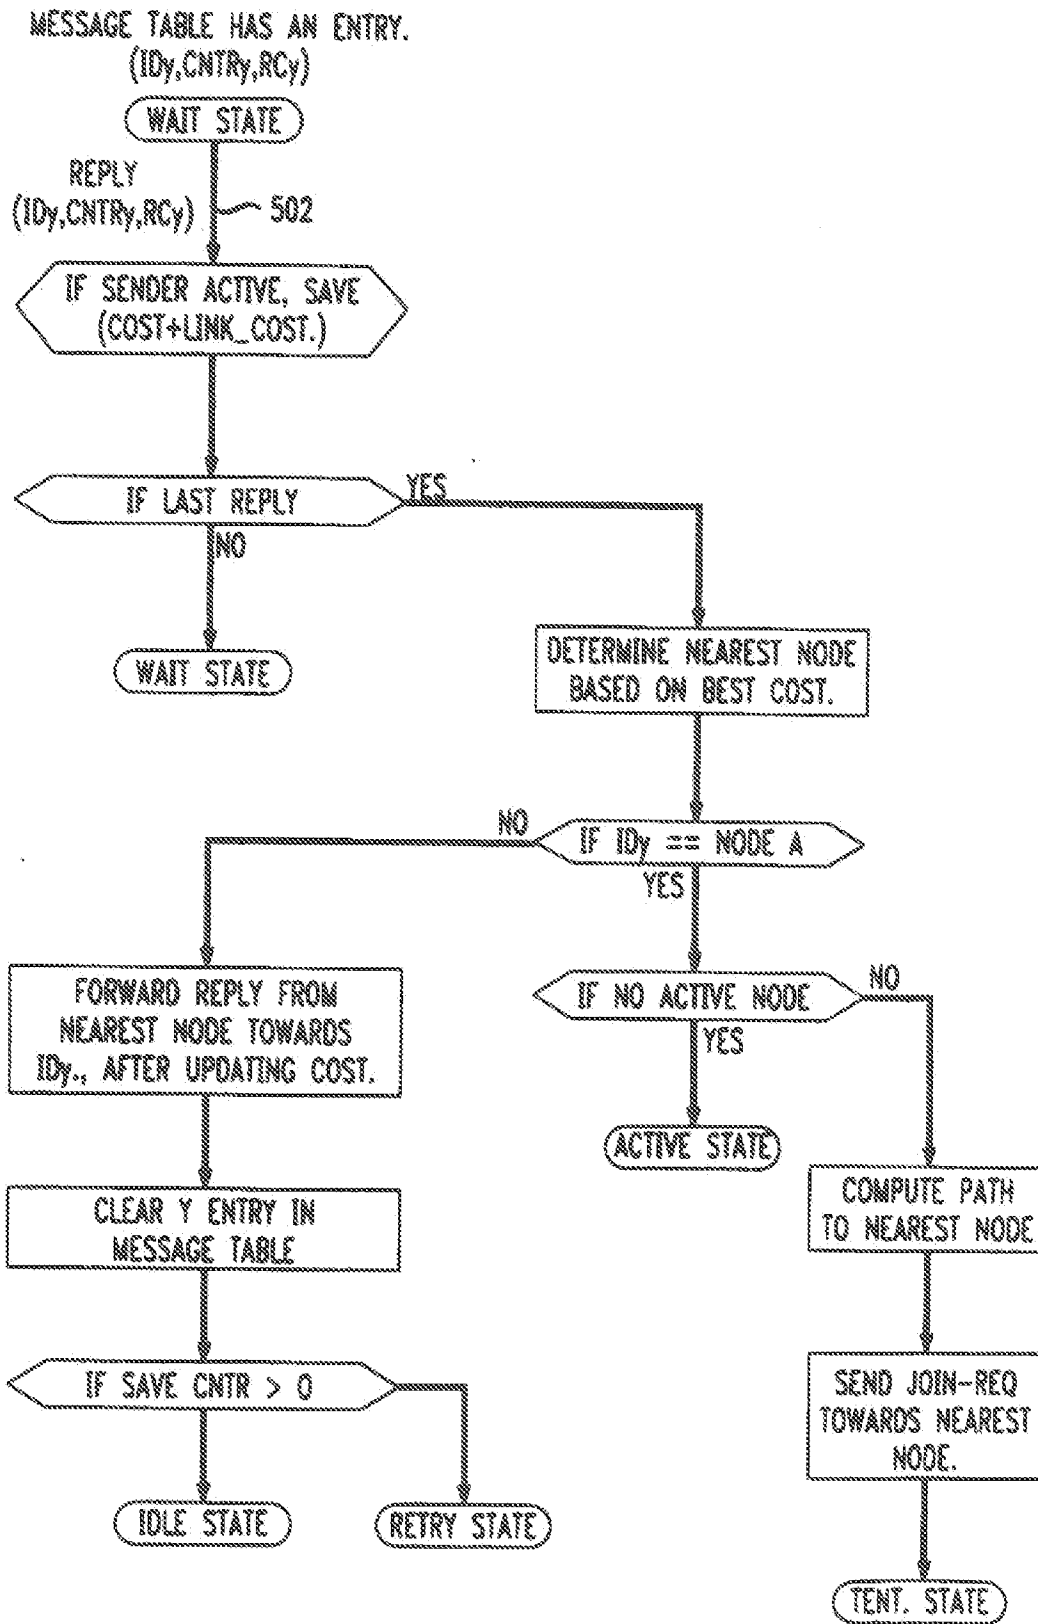 MESSAGE TABLE HAS AN ENTRY.
(IDy,CNTRy,RCy)
WAIT STATE
REPLY
(IDy,CNTRy,RCy)
502
IF SENDER ACTIVE, SAVE
(COST+LINK_COST.)
IF LAST REPLY
YES
NO
WAIT STATE
DETERMINE NEAREST NODE
BASED ON BEST COST.
NO
IF IDy == NODE A
YES
FORWARD REPLY FROM
NEAREST NODE TOWARDS
IDy., AFTER UPDATING COST.
IF NO ACTIVE NODE
NO
YES
ACTIVE STATE
CLEAR Y ENTRY IN
MESSAGE TABLE
COMPUTE PATH
TO NEAREST NODE
IF SAVE CNTR > 0
SEND JOIN-REQ
TOWARDS NEAREST
NODE.
IDLE STATE
RETRY STATE
TENT. STATE